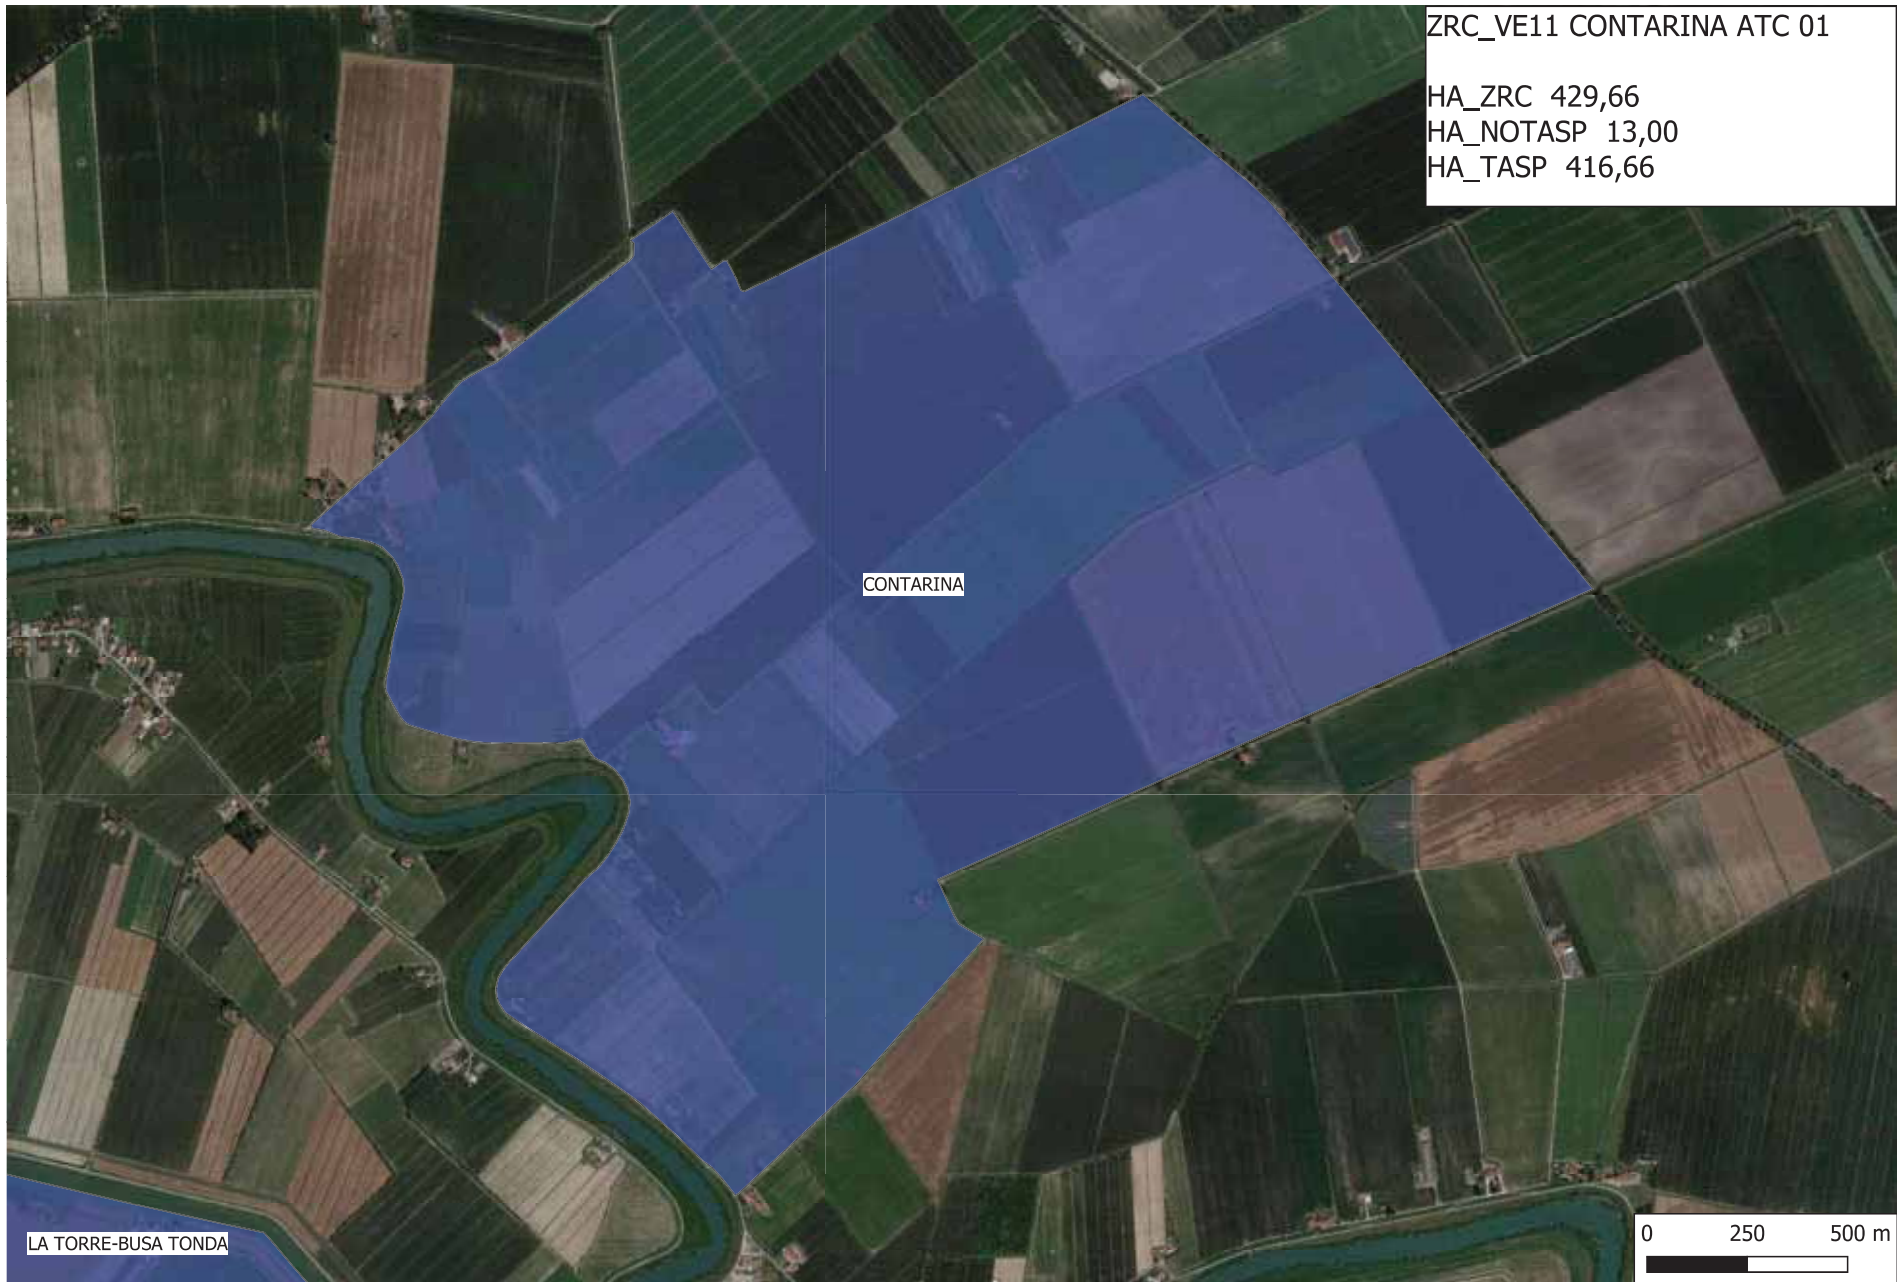 ZRC_VE11 CONTARINA ATC 01
HA_ZRC 429,66
HA_NOTASP 13,00
HA_TASP 416,66
CONTARINA
LA TORRE-BUSA TONDA
0 250 500 m